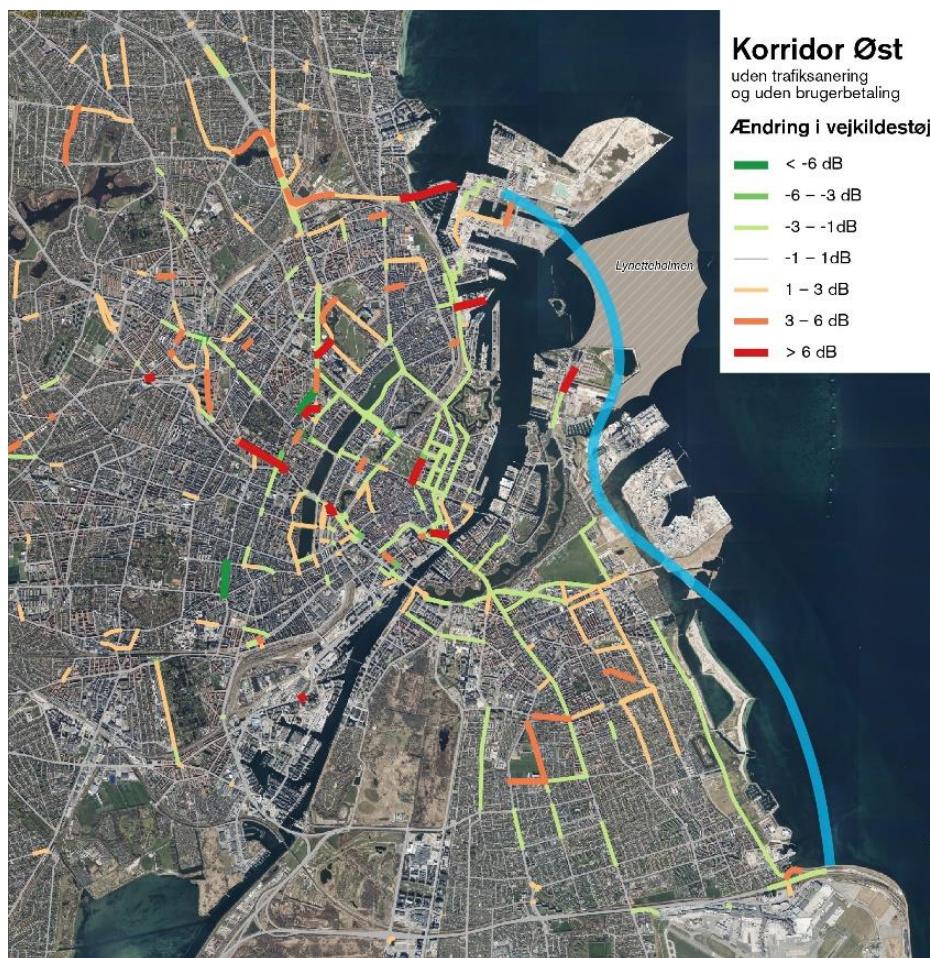 Korridor Øst
uden trafiksanering
og uden brugerbetaling
Ændring i vejkildestøj
< -6 dB
-6 – -3 dB
-3 – -1dB
-1 – 1dB
1 – 3 dB
3 – 6 dB
> 6 dB
Lynetteholmen